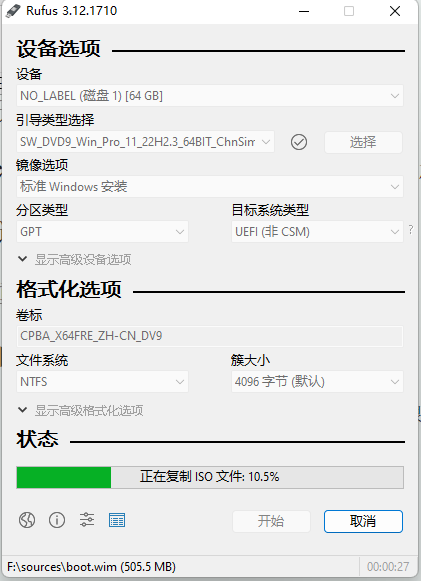 Rufus 3.12.1710
设备选项
设备
NO_LABEL (磁盘 1) [64 GB]
引导类型选择
SW_DVD9_Win_Pro_11_22H2.3_64BIT_ChnSim
选择
镜像选项
标准 Windows 安装
分区类型
目标系统类型
GPT
UEFI (非 CSM)
?
显示高级设备选项
格式化选项
卷标
CPBA_X64FRE_ZH-CN_DV9
文件系统
簇大小
NTFS
4096 字节 (默认)
显示高级格式化选项
状态
正在复制 ISO 文件: 10.5%
开始
取消
F:\sources\boot.wim (505.5 MB)
00:00:27